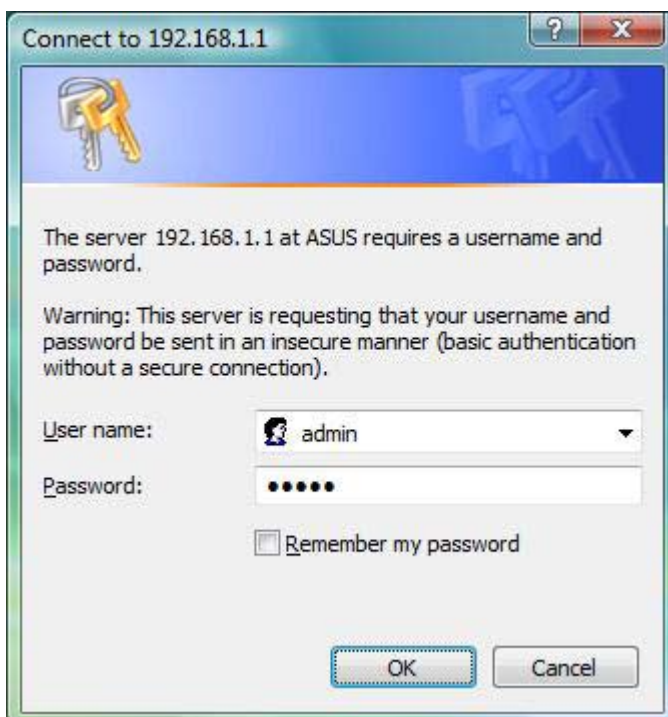 Connect to 192.168.1.1
?
X
The server 192.168.1.1 at ASUS requires a username and
password.
Warning: This server is requesting that your username and
password be sent in an insecure manner (basic authentication
without a secure connection).
User name:
admin
Password:
•••••
Remember my password
OK
Cancel